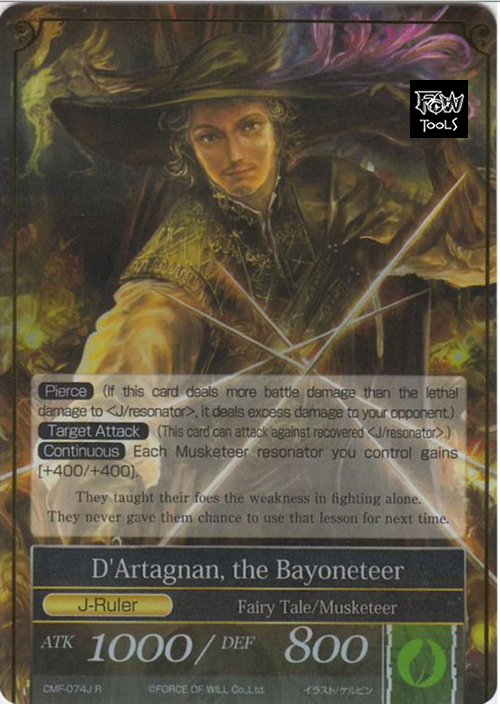 FoW
TooLS
Pierce (If this card deals more battle damage than the lethal
damage to <J/resonator>, it deals excess damage to your opponent.)
Target Attack (This card can attack against recovered <J/resonator>.)
Continuous Each Musketeer resonator you control gains
[+400/+400].
They taught their foes the weakness in fighting alone.
They never gave them chance to use that lesson for next time.
D'Artagnan, the Bayoneteer
J-Ruler Fairy Tale/Musketeer
ATK 1000/ DEF 800
CMF-074J R ©FORCE OF WILL Co.,Ltd. イラスト/ケルビン